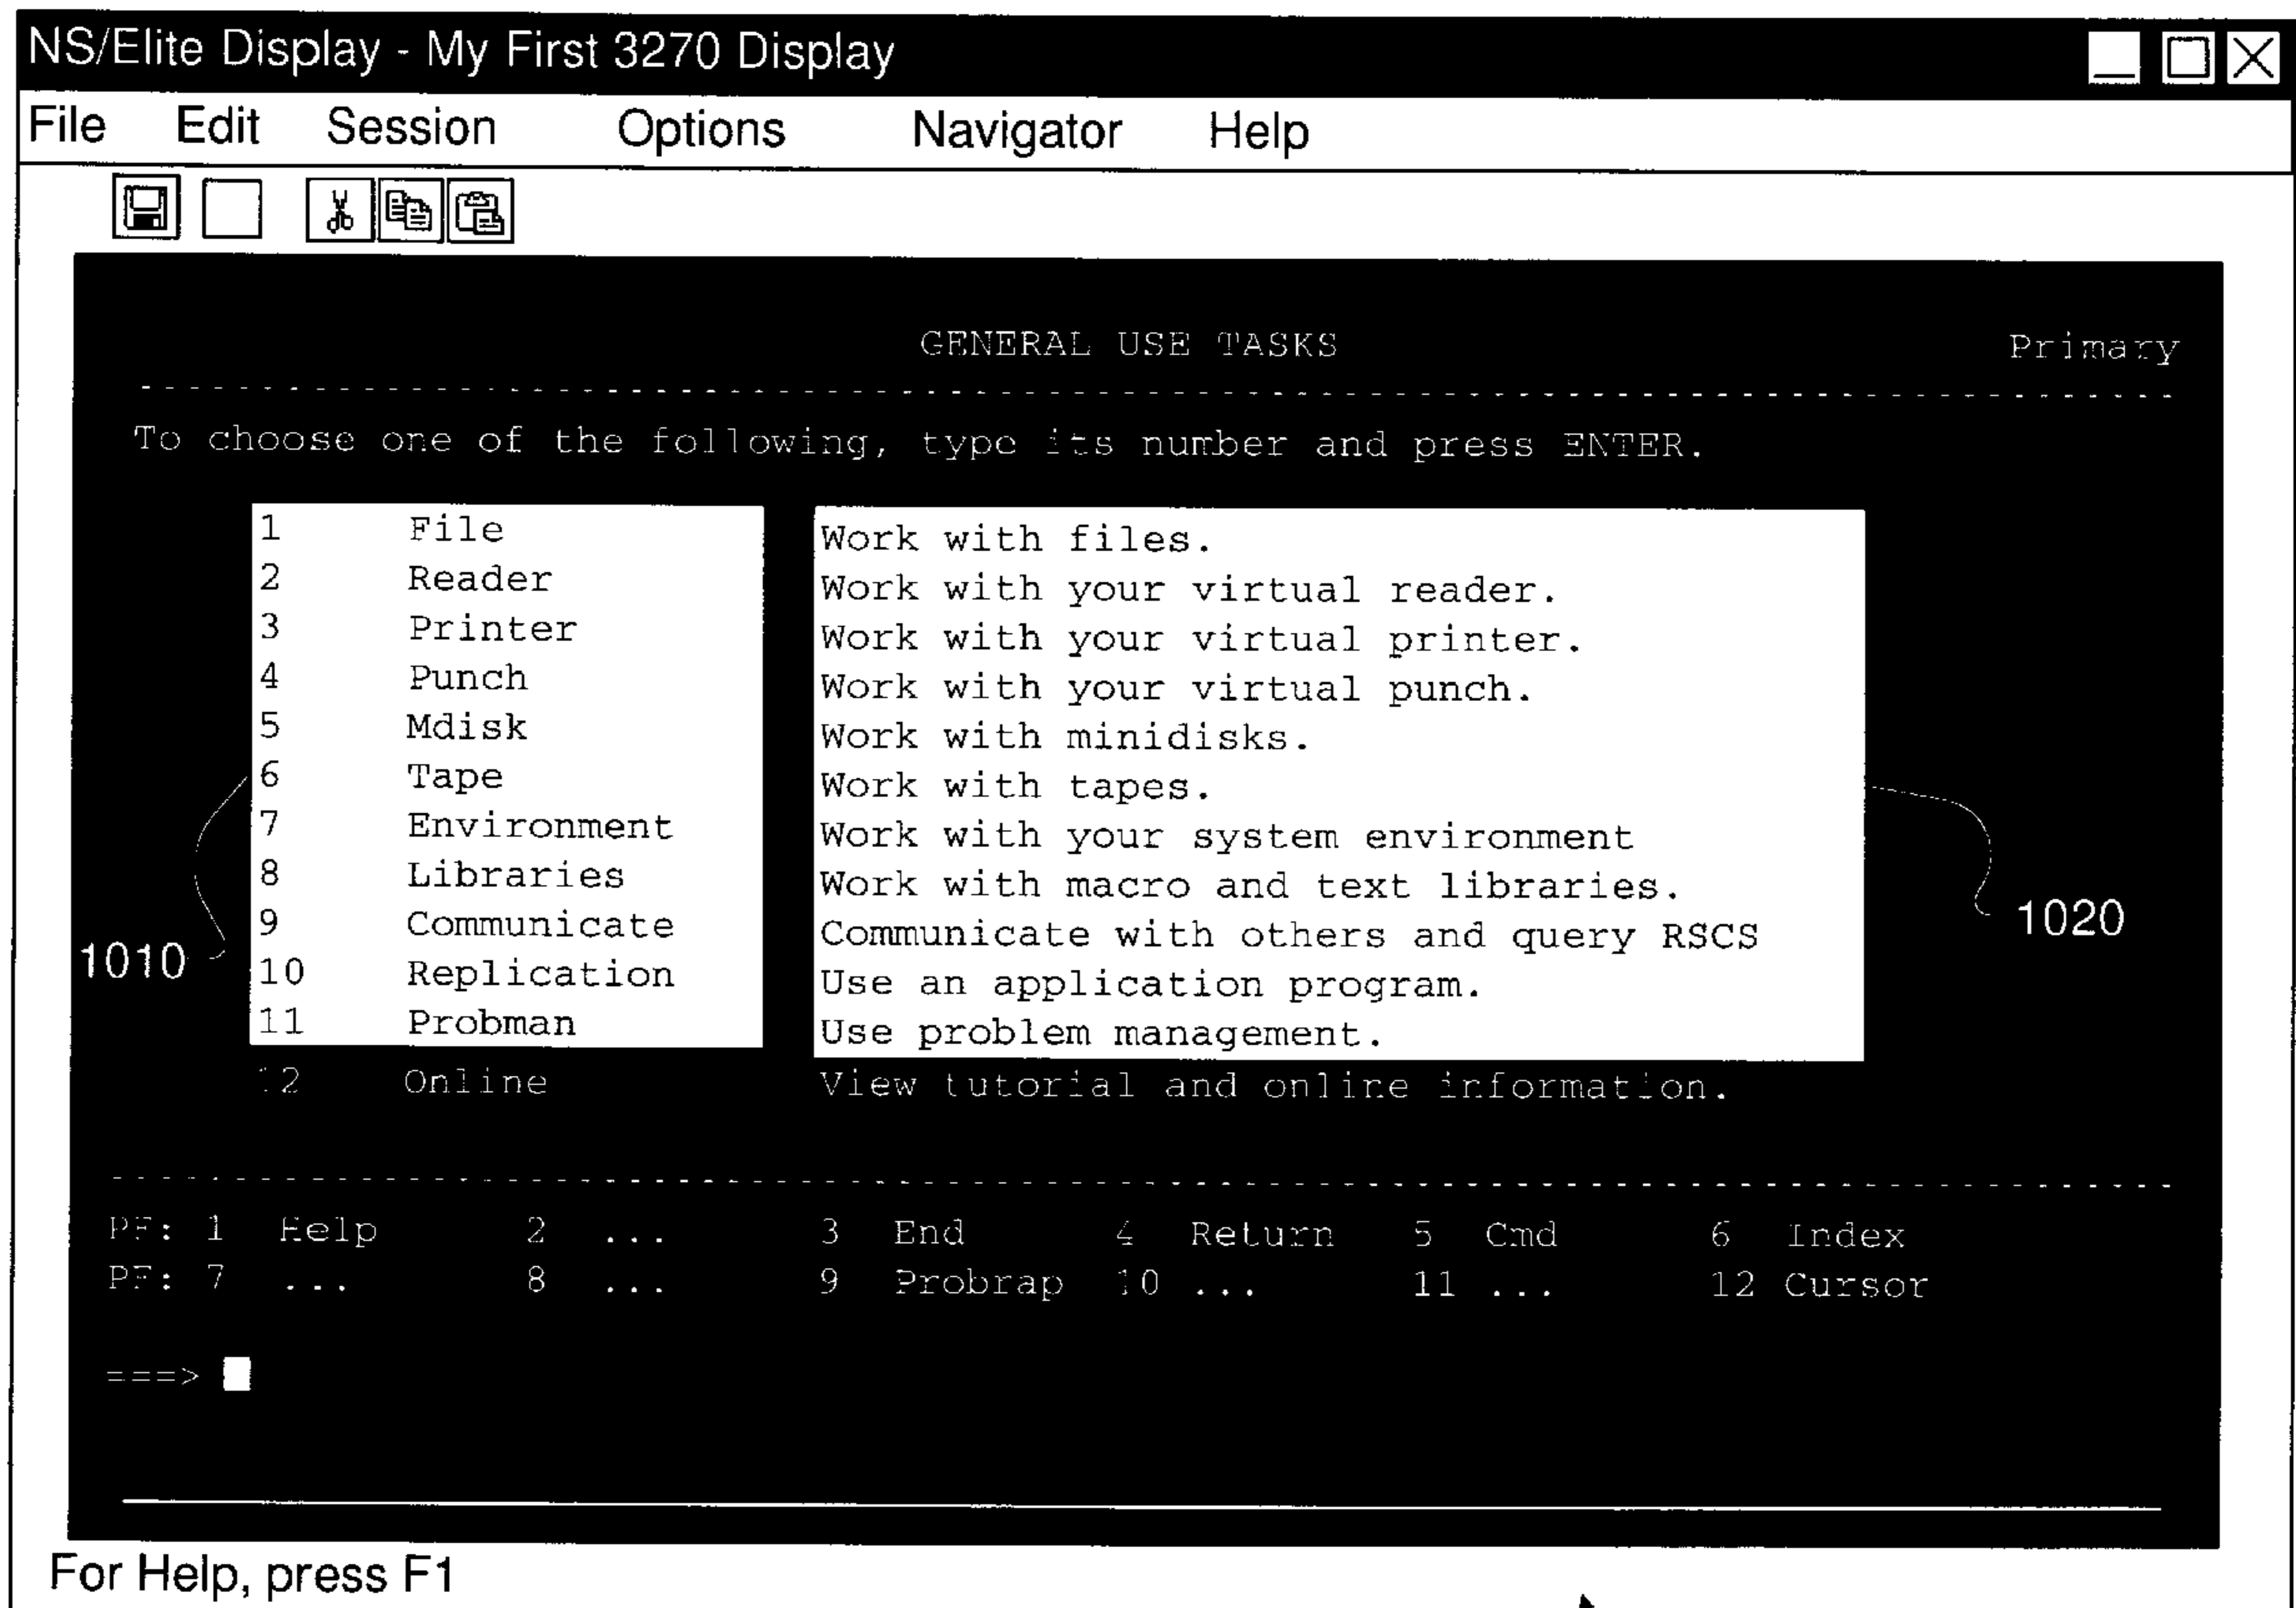 NS/Elite Display - My First 3270 Display
File Edit Session Options Navigator Help
GENERAL USE TASKS Primary
To choose one of the following, type its number and press ENTER.
1 File Work with files.
2 Reader Work with your virtual reader.
3 Printer Work with your virtual printer.
4 Punch Work with your virtual punch.
5 Mdisk Work with minidisks.
6 Tape Work with tapes.
7 Environment Work with your system environment
8 Libraries Work with macro and text libraries.
9 Communicate Communicate with others and query RSCS
10 Replication Use an application program.
11 Probman Use problem management.
12 Online View tutorial and online information.
1010
1020
PF: 1 Help 2 ... 3 End 4 Return 5 Cmd 6 Index
PF: 7 ... 8 ... 9 Probrap 10 ... 11 ... 12 Cursor
===>
For Help, press F1